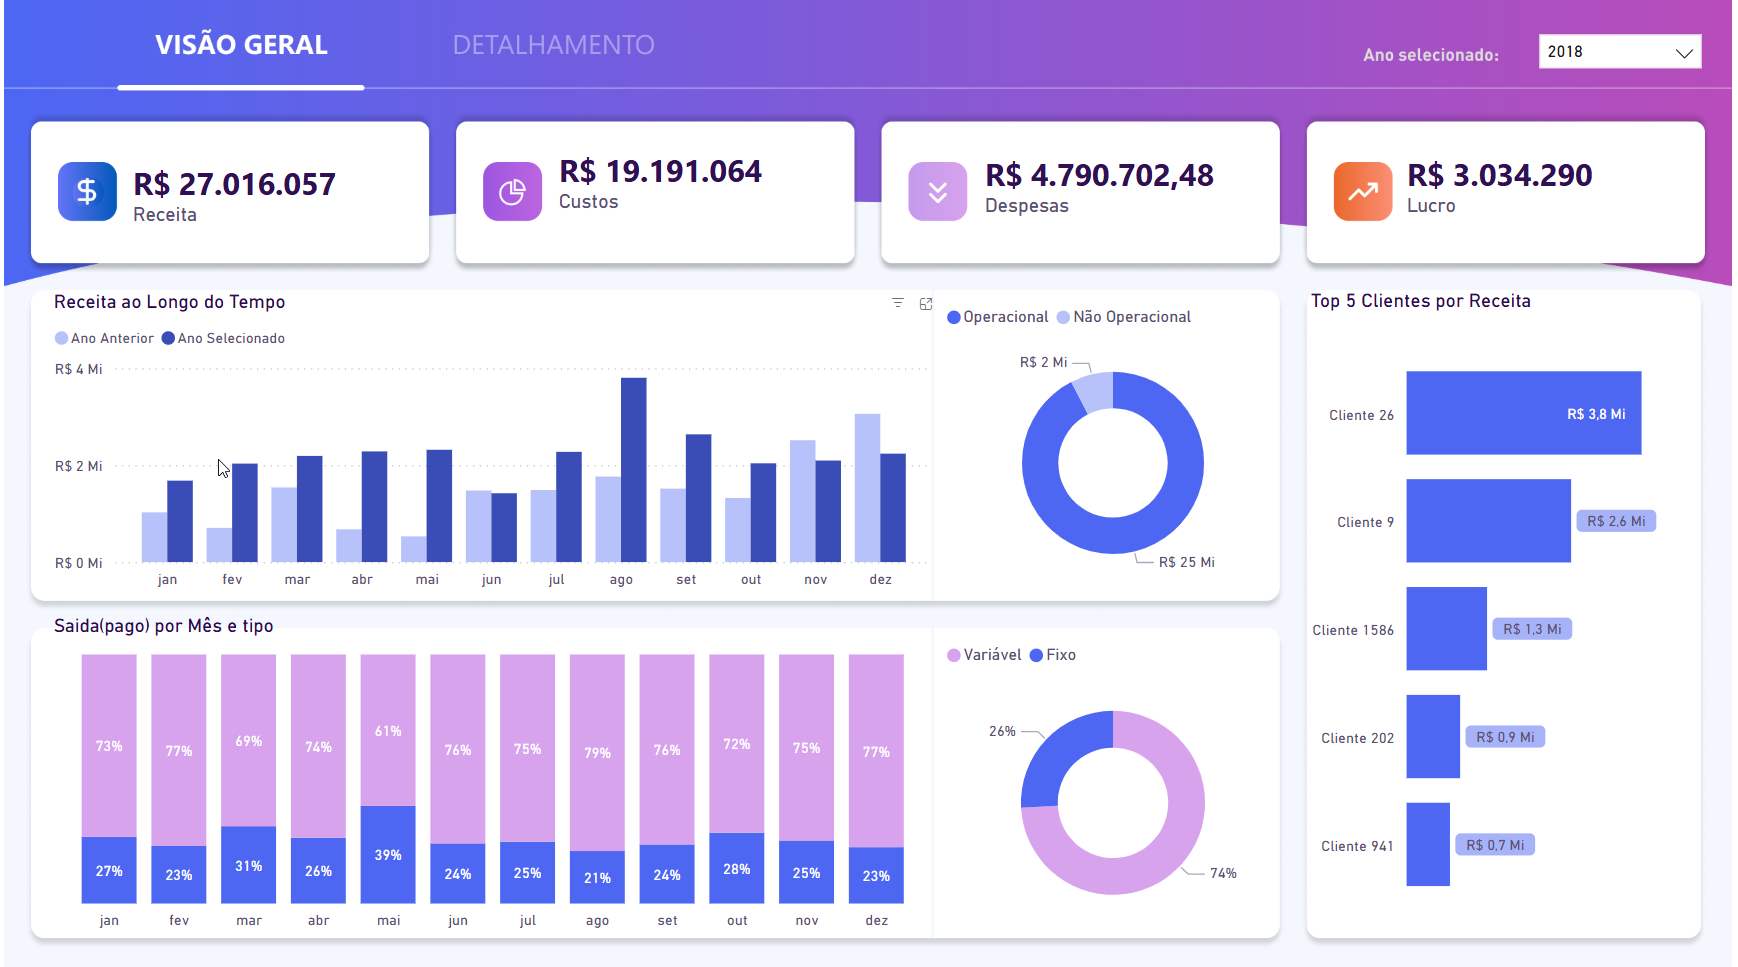 VISÃO GERAL
DETALHAMENTO
Ano selecionado:
2018
R$ 27.016.057
Receita
R$ 19.191.064
Custos
R$ 4.790.702,48
Despesas
R$ 3.034.290
Lucro
Receita ao Longo do Tempo
Ano Anterior Ano Selecionado
R$ 4 Mi
R$ 2 Mi
R$ 0 Mi
jan fev mar abr mai jun jul ago set out nov dez
Operacional Não Operacional
R$ 2 Mi
R$ 25 Mi
Top 5 Clientes por Receita
Cliente 26 R$ 3,8 Mi
Cliente 9 R$ 2,6 Mi
Cliente 1586 R$ 1,3 Mi
Cliente 202 R$ 0,9 Mi
Cliente 941 R$ 0,7 Mi
Saida(pago) por Mês e tipo
73% 77% 69% 74% 61% 76% 75% 79% 76% 72% 75% 77%
27% 23% 31% 26% 39% 24% 25% 21% 24% 28% 25% 23%
jan fev mar abr mai jun jul ago set out nov dez
Variável Fixo
26%
74%